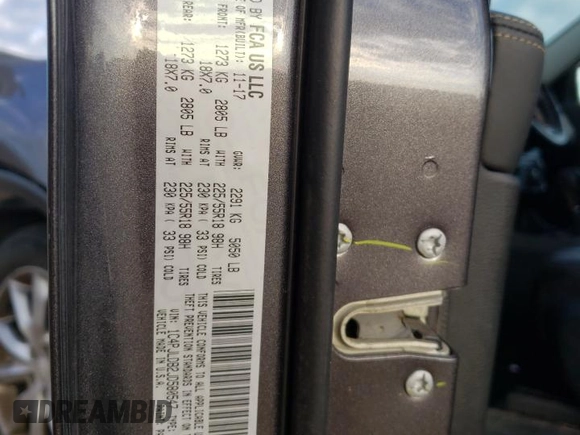 D BY FCA US LLC
OF MFR(BUILT): 11-17 GVWR: 2291 KG 5050 LB
FRONT: 1273 KG 2805 LB WITH 225/55R18 98H TIRES
18X7.0 RIMS AT 230 KPA ( 33 PSI) COLD
REAR: 1273 KG 2805 LB WITH 225/55R18 98H TIRES
18X7.0 RIMS AT 230 KPA ( 33 PSI) COLD
THIS VEHICLE CONFORMS TO ALL APPLICABLE
THEFT PREVENTION STANDARDS IN EFFECT ON
VIN: TYPE:
VEHICLE MADE IN U.S.A.
DREAMBID